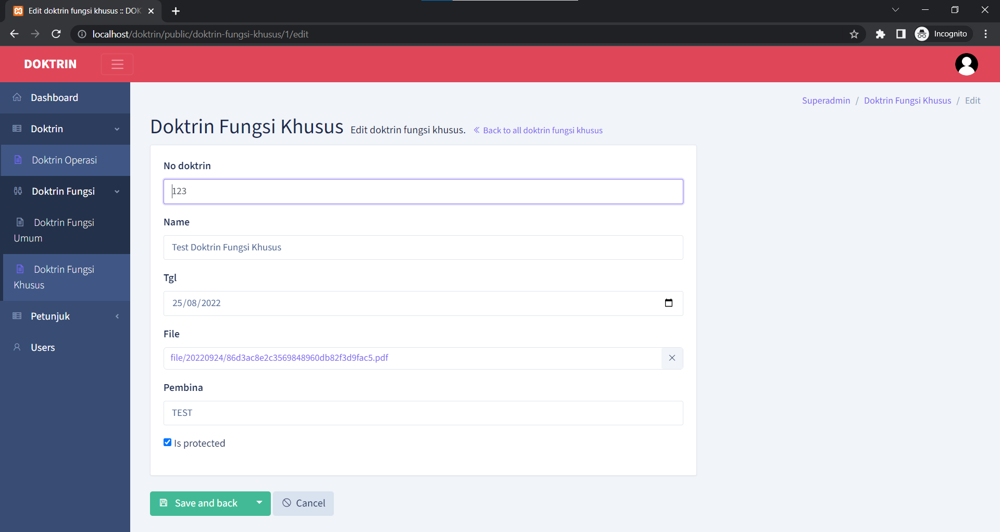 Edit doktrin fungsi khusus :: DOK
localhost/doktrin/public/doktrin-fungsi-khusus/1/edit
Incognito
DOKTRIN
Dashboard
Doktrin
Doktrin Operasi
Doktrin Fungsi
Doktrin Fungsi
Umum
Doktrin Fungsi
Khusus
Petunjuk
Users
Superadmin / Doktrin Fungsi Khusus / Edit
Doktrin Fungsi Khusus Edit doktrin fungsi khusus. « Back to all doktrin fungsi khusus
No doktrin
123
Name
Test Doktrin Fungsi Khusus
Tgl
25/08/2022
File
file/20220924/86d3ac8e2c3569848960db82f3d9fac5.pdf
Pembina
TEST
Is protected
Save and back
Cancel